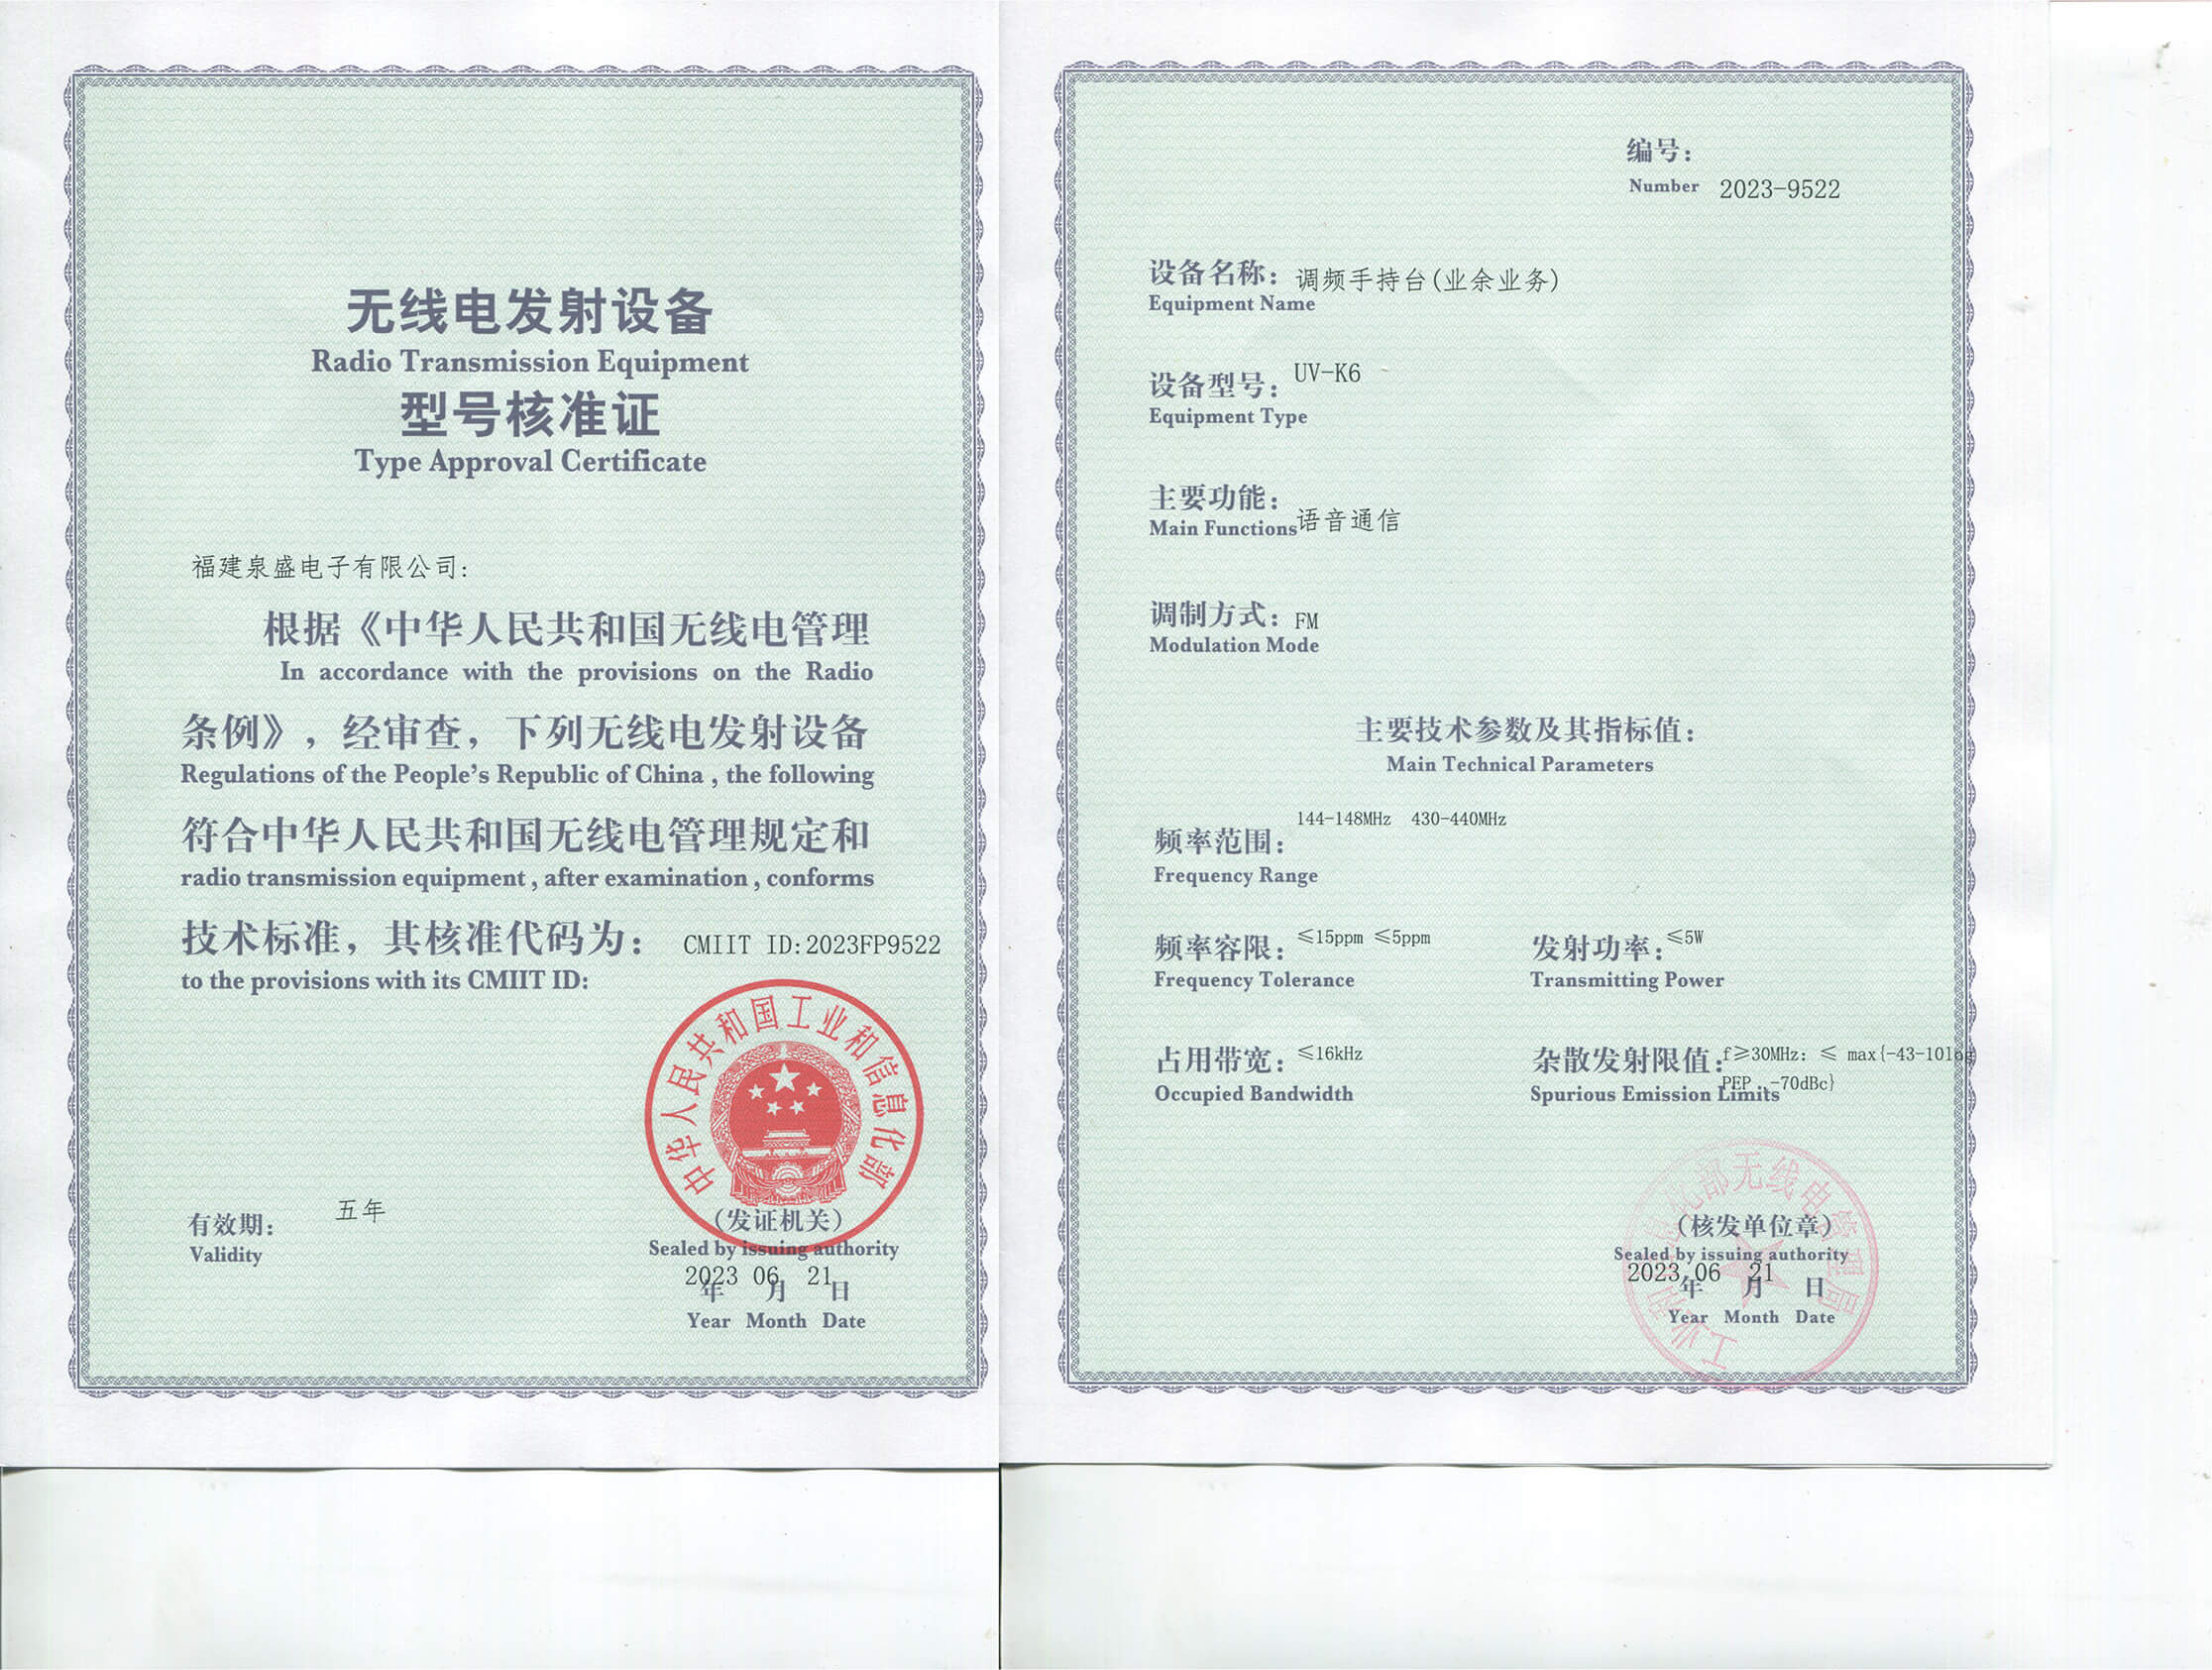 无线电发射设备
Radio Transmission Equipment
型号核准证
Type Approval Certificate
福建泉盛电子有限公司:
根据《中华人民共和国无线电管理
In accordance with the provisions on the Radio
条例》,经审查,下列无线电发射设备
Regulations of the People's Republic of China , the following
符合中华人民共和国无线电管理规定和
radio transmission equipment , after examination , conforms
技术标准,其核准代码为: CMIIT ID:2023FP9522
to the provisions with its CMIIT ID:
中华人民共和国工业和信息化部
有效期: 五年
Validity
(发证机关)
Sealed by issuing authority
2023 06 21
年 月 日
Year Month Date
编号:
Number 2023-9522
设备名称: 调频手持台(业余业务)
Equipment Name
设备型号: UV-K6
Equipment Type
主要功能: 语音通信
Main Functions
调制方式: FM
Modulation Mode
主要技术参数及其指标值:
Main Technical Parameters
144-148MHz 430-440MHz
频率范围:
Frequency Range
频率容限: ≤15ppm ≤5ppm
Frequency Tolerance
发射功率: ≤5W
Transmitting Power
占用带宽: ≤16kHz
Occupied Bandwidth
杂散发射限值: f≥30MHz: ≤ max{-43-10log
PEP ,-70dBc}
Spurious Emission Limits
(核发单位章)
Sealed by issuing authority
2023 06 21
年 月 日
Year Month Date
化部无线电管理局